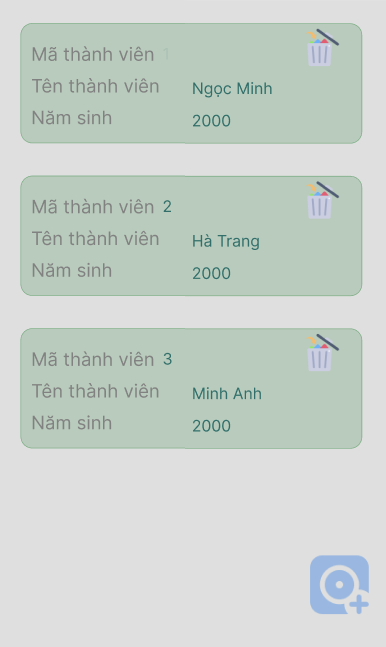 Mã thành viên 1
Tên thành viên Ngọc Minh
Năm sinh 2000
Mã thành viên 2
Tên thành viên Hà Trang
Năm sinh 2000
Mã thành viên 3
Tên thành viên Minh Anh
Năm sinh 2000